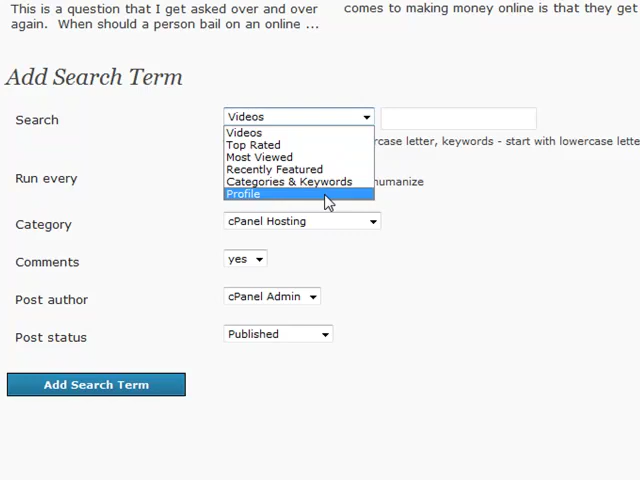 This is a question that I get asked over and over
again.  When should a person bail on an online ...
comes to making money online is that they get
Add Search Term
Search
Videos
Videos
Top Rated
Most Viewed
Recently Featured
Categories & Keywords
Profile
rcase letter, keywords - start with lowercase lette
Run every
humanize
Category
cPanel Hosting
Comments
yes
Post author
cPanel Admin
Post status
Published
Add Search Term